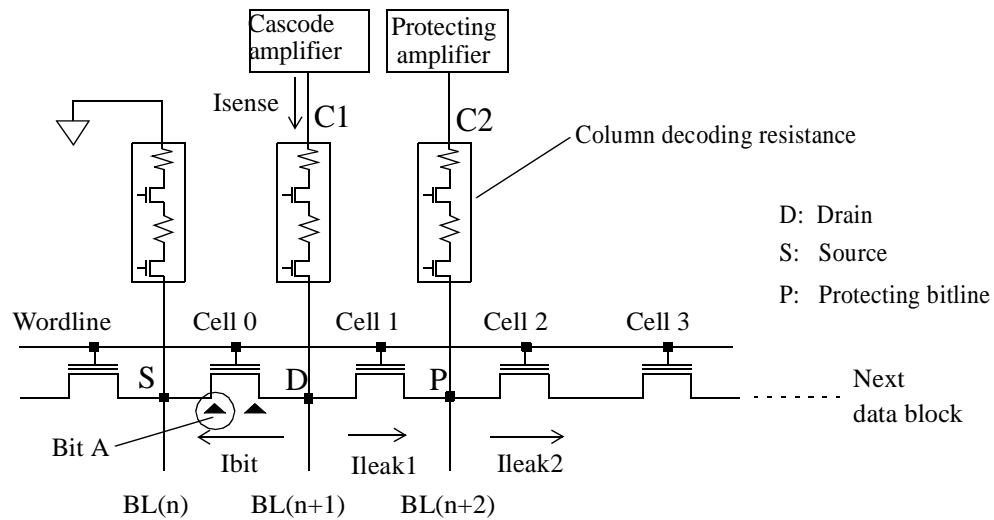 Cascode
amplifier
Protecting
amplifier
Isense
C1
C2
Column decoding resistance
D: Drain
S: Source
P: Protecting bitline
Wordline
Cell 0
Cell 1
Cell 2
Cell 3
S
D
P
Next
data block
Bit A
Ibit
Ileak1
Ileak2
BL(n)
BL(n+1)
BL(n+2)